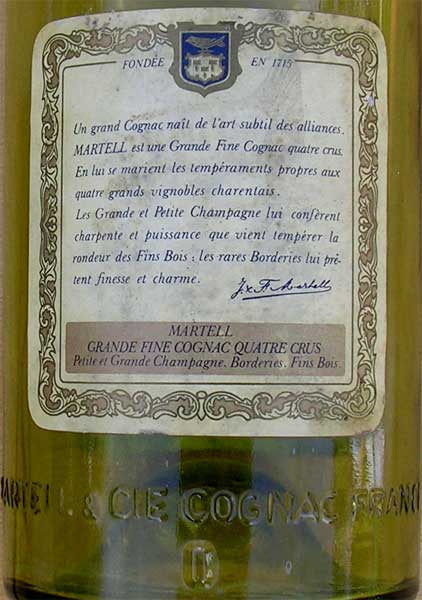 FONDÉE EN 1715
Un grand Cognac naît de l'art subtil des alliances.
MARTELL est une Grande Fine Cognac quatre crus.
En lui se marient les tempéraments propres aux
quatre grands vignobles charentais.
Les Grande et Petite Champagne lui confèrent
charpente et puissance que vient tempérer la
rondeur des Fins Bois : les rares Borderies lui prê-
tent finesse et charme.
J. & F. Martell
MARTELL
GRANDE FINE COGNAC QUATRE CRUS
Petite et Grande Champagne. Borderies. Fins Bois.
MARTELL & CIE COGNAC FRANC